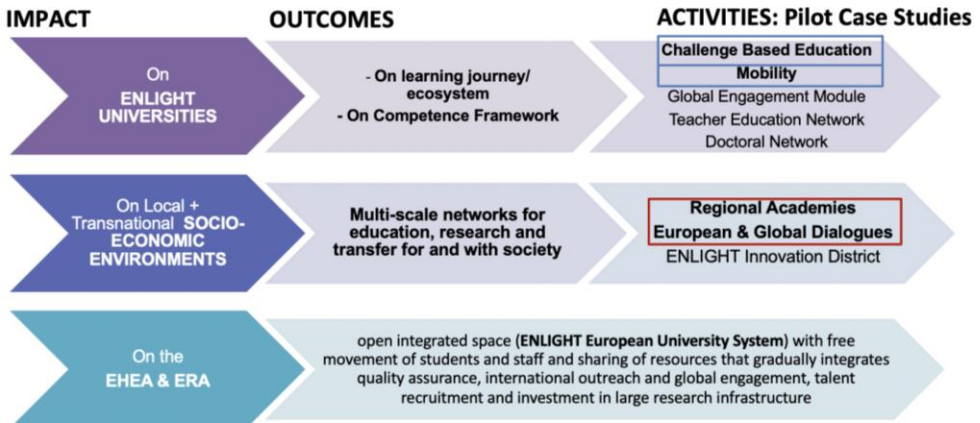 IMPACT
OUTCOMES
ACTIVITIES: Pilot Case Studies
On
ENLIGHT
UNIVERSITIES
- On learning journey/
ecosystem
- On Competence Framework
Challenge Based Education
Mobility
Global Engagement Module
Teacher Education Network
Doctoral Network
On Local +
Transnational SOCIO-
ECONOMIC
ENVIRONMENTS
Multi-scale networks for
education, research and
transfer for and with society
Regional Academies
European & Global Dialogues
ENLIGHT Innovation District
On the
EHEA & ERA
open integrated space (ENLIGHT European University System) with free
movement of students and staff and sharing of resources that gradually integrates
quality assurance, international outreach and global engagement, talent
recruitment and investment in large research infrastructure